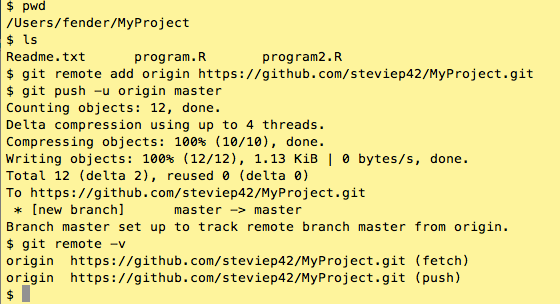 $ pwd
/Users/fender/MyProject
$ ls
Readme.txt      program.R       program2.R
$ git remote add origin https://github.com/steviep42/MyProject.git
$ git push -u origin master
Counting objects: 12, done.
Delta compression using up to 4 threads.
Compressing objects: 100% (10/10), done.
Writing objects: 100% (12/12), 1.13 KiB | 0 bytes/s, done.
Total 12 (delta 2), reused 0 (delta 0)
To https://github.com/steviep42/MyProject.git
 * [new branch]      master -> master
Branch master set up to track remote branch master from origin.
$ git remote -v
origin  https://github.com/steviep42/MyProject.git (fetch)
origin  https://github.com/steviep42/MyProject.git (push)
$